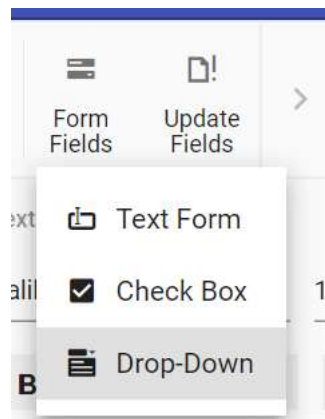 Form Fields
Update Fields
Text Form
Check Box
Drop-Down
B